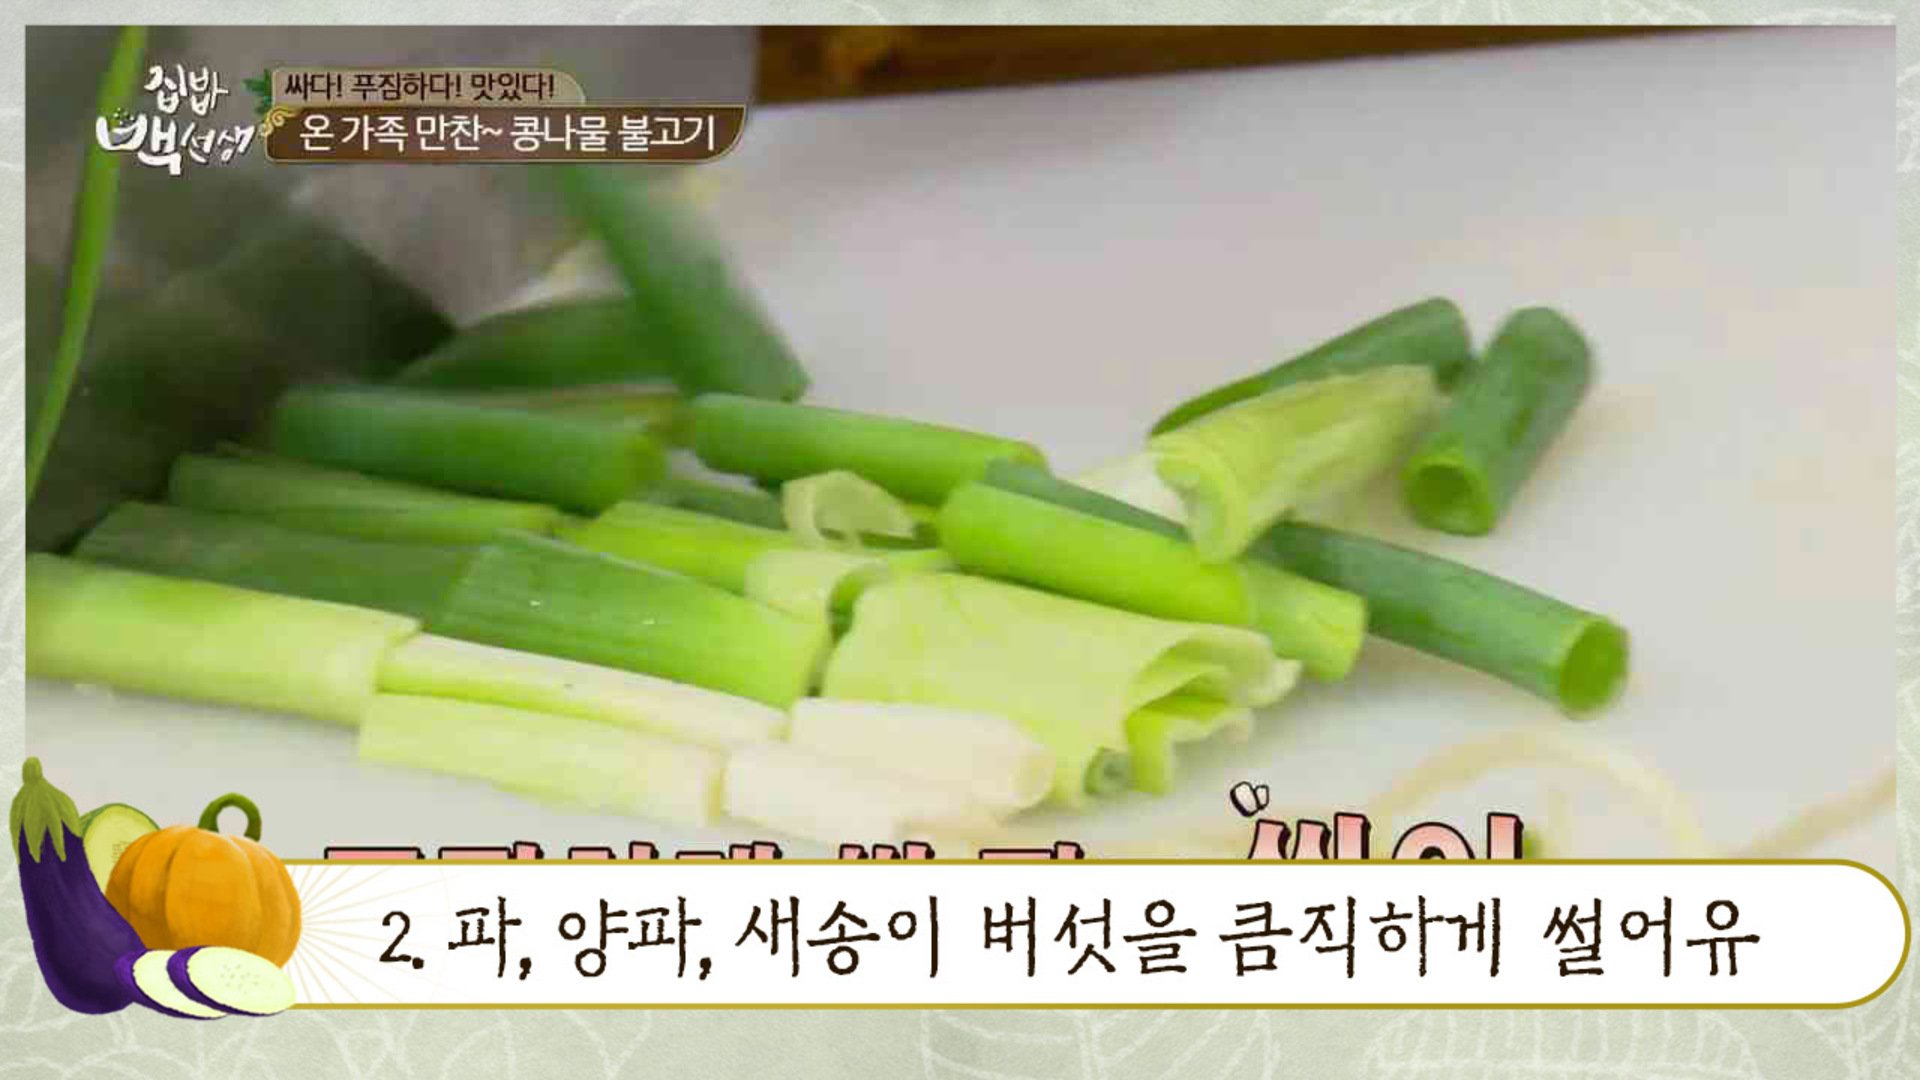 집밥
백선생
싸다! 푸짐하다! 맛있다!
온 가족 만찬~ 콩나물 불고기
2. 파, 양파, 새송이 버섯을 큼직하게 썰어유